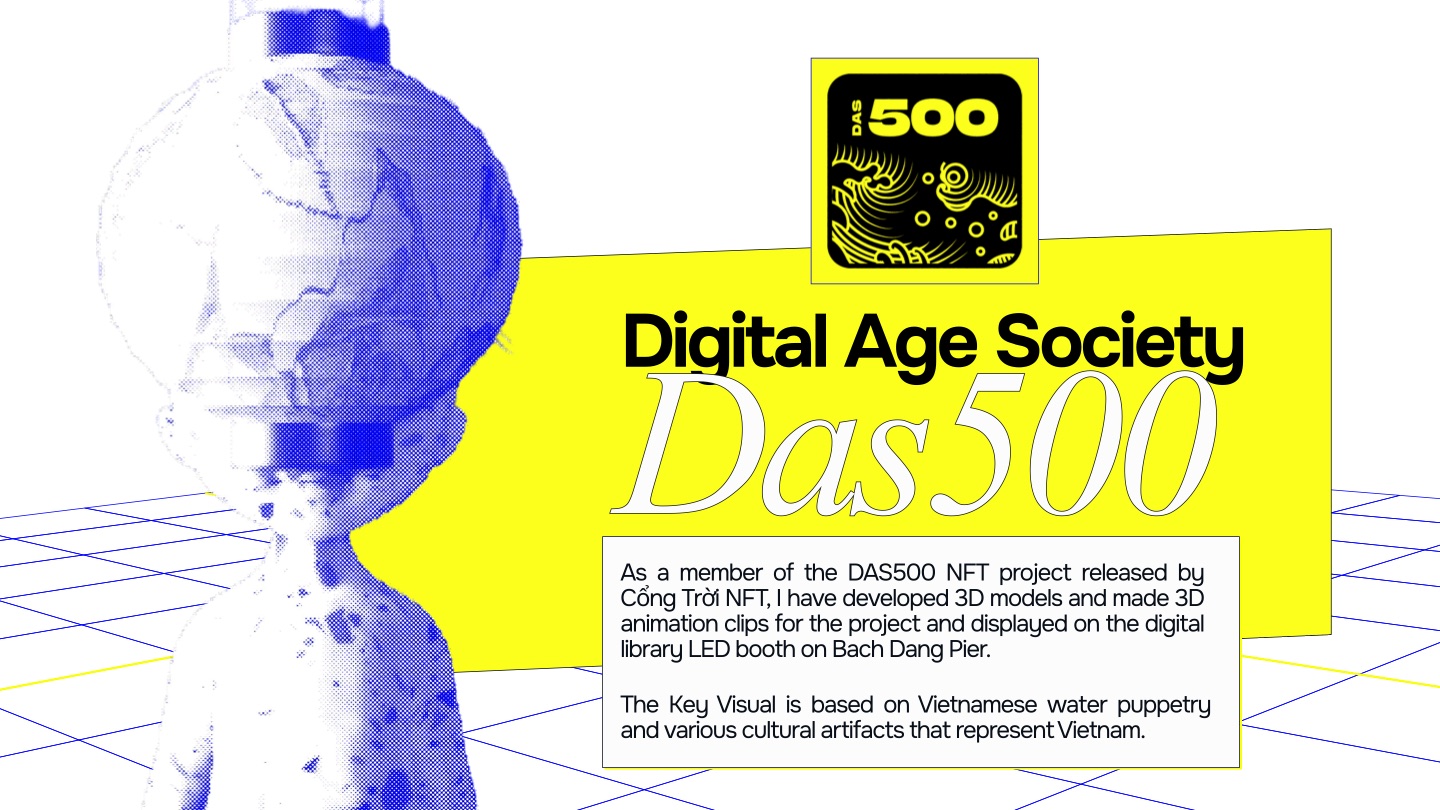 DAS 500
Digital Age Society
Das500
As a member of the DAS500 NFT project released by
Cổng Trời NFT, I have developed 3D models and made 3D
animation clips for the project and displayed on the digital
library LED booth on Bach Dang Pier.
The Key Visual is based on Vietnamese water puppetry
and various cultural artifacts that represent Vietnam.